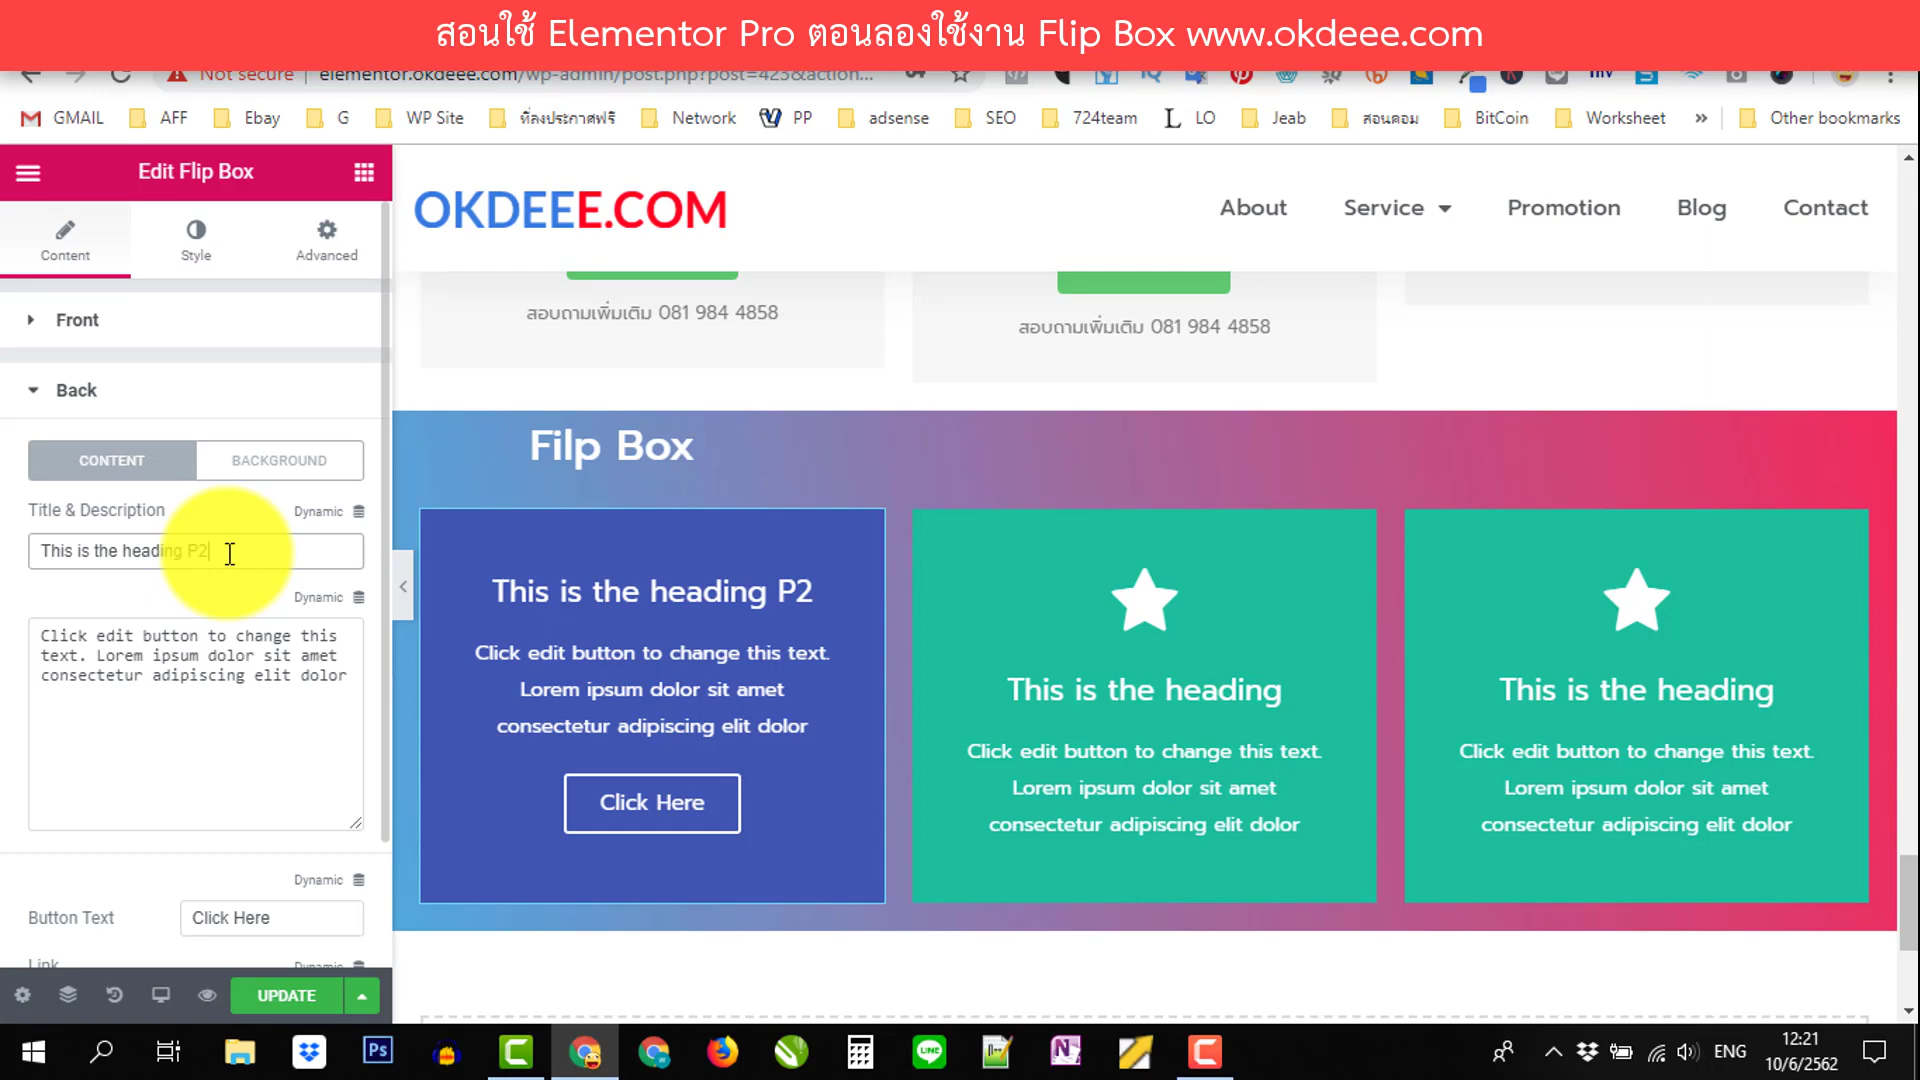 สอนใช้ Elementor Pro ตอนลองใช้งาน Flip Box www.okdeee.com
Not secure elementor.okdeee.com/wp-admin/post.php?post=423&action...
GMAIL AFF Ebay G WP Site ที่ลงประกาศฟรี Network PP adsense SEO 724team LO Jeab สอนคอม BitCoin Worksheet » Other bookmarks
Edit Flip Box
Content Style Advanced
Front
Back
CONTENT BACKGROUND
Title & Description Dynamic
This is the heading P2
Dynamic
Click edit button to change this
text. Lorem ipsum dolor sit amet
consectetur adipiscing elit dolor
Dynamic
Button Text Click Here
Link Dynamic
UPDATE
OKDEEE.COM
About Service Promotion Blog Contact
สอบถามเพิ่มเติม 081 984 4858
สอบถามเพิ่มเติม 081 984 4858
Filp Box
This is the heading P2
Click edit button to change this text.
Lorem ipsum dolor sit amet
consectetur adipiscing elit dolor
Click Here
This is the heading
Click edit button to change this text.
Lorem ipsum dolor sit amet
consectetur adipiscing elit dolor
This is the heading
Click edit button to change this text.
Lorem ipsum dolor sit amet
consectetur adipiscing elit dolor
Ps
LINE
N
ENG
12:21
10/6/2562